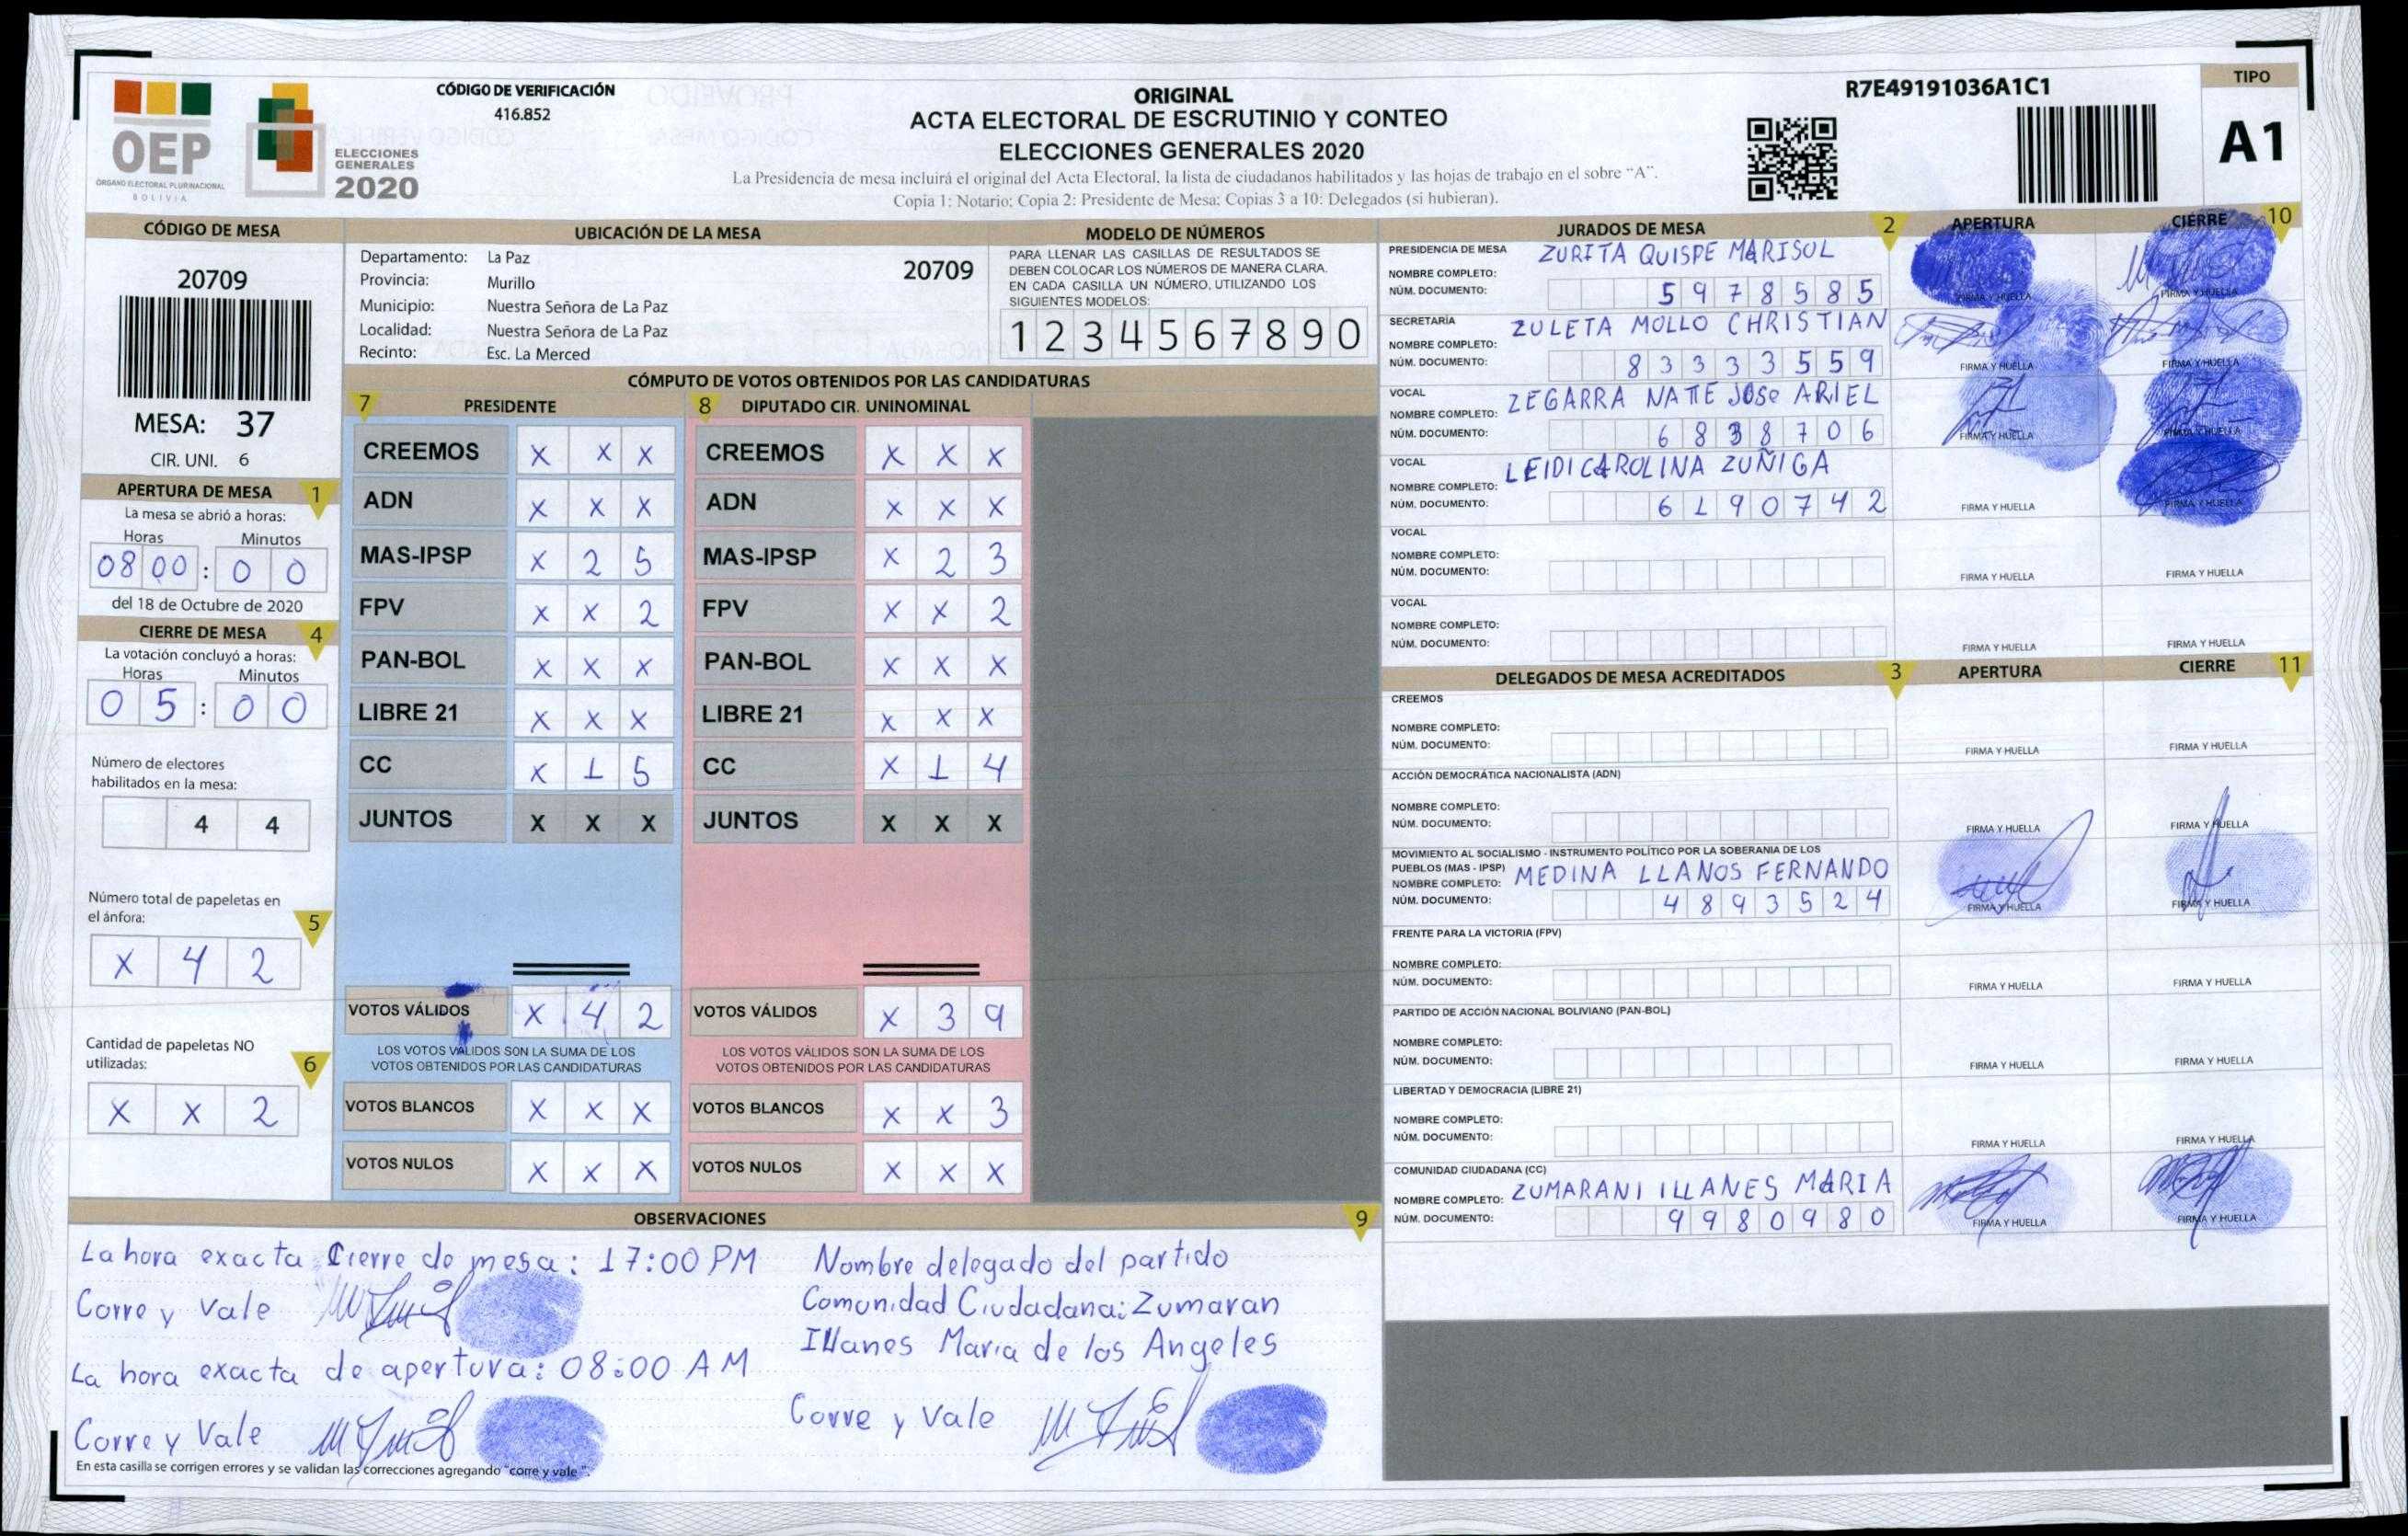 OEP
ÓRGANO ELECTORAL PLURINACIONAL
BOLIVIA
ELECCIONES
GENERALES
2020
CÓDIGO DE VERIFICACIÓN
416.852
ORIGINAL
ACTA ELECTORAL DE ESCRUTINIO Y CONTEO
ELECCIONES GENERALES 2020
La Presidencia de mesa incluirá el original del Acta Electoral, la lista de ciudadanos habilitados y las hojas de trabajo en el sobre "A".
Copia 1: Notario; Copia 2: Presidente de Mesa; Copias 3 a 10: Delegados (si hubieran).
R7E49191036A1C1
TIPO
A1
CÓDIGO DE MESA
20709
MESA: 37
CIR. UNI. 6
APERTURA DE MESA 1
La mesa se abrió a horas:
Horas Minutos
08 00 : 0 0
del 18 de Octubre de 2020
CIERRE DE MESA 4
La votación concluyó a horas:
Horas Minutos
0 5 : 0 0
Número de electores
habilitados en la mesa:
4 4
Número total de papeletas en
el ánfora: 5
X 4 2
Cantidad de papeletas NO
utilizadas: 6
X X 2
UBICACIÓN DE LA MESA
Departamento: La Paz
20709
Provincia: Murillo
Municipio: Nuestra Señora de La Paz
Localidad: Nuestra Señora de La Paz
Recinto: Esc. La Merced
MODELO DE NÚMEROS
PARA LLENAR LAS CASILLAS DE RESULTADOS SE
DEBEN COLOCAR LOS NÚMEROS DE MANERA CLARA.
EN CADA CASILLA UN NÚMERO, UTILIZANDO LOS
SIGUIENTES MODELOS:
1 2 3 4 5 6 7 8 9 0
CÓMPUTO DE VOTOS OBTENIDOS POR LAS CANDIDATURAS
7 PRESIDENTE
CREEMOS X X X
ADN X X X
MAS-IPSP X 2 5
FPV X X 2
PAN-BOL X X X
LIBRE 21 X X X
CC X 1 5
JUNTOS X X X
VOTOS VÁLIDOS X 4 2
LOS VOTOS VÁLIDOS SON LA SUMA DE LOS
VOTOS OBTENIDOS POR LAS CANDIDATURAS
VOTOS BLANCOS X X X
VOTOS NULOS X X X
8 DIPUTADO CIR. UNINOMINAL
CREEMOS X X X
ADN X X X
MAS-IPSP X 2 3
FPV X X 2
PAN-BOL X X X
LIBRE 21 X X X
CC X 1 4
JUNTOS X X X
VOTOS VÁLIDOS X 3 9
LOS VOTOS VÁLIDOS SON LA SUMA DE LOS
VOTOS OBTENIDOS POR LAS CANDIDATURAS
VOTOS BLANCOS X X 3
VOTOS NULOS X X X
JURADOS DE MESA 2 APERTURA CIERRE 10
PRESIDENCIA DE MESA
NOMBRE COMPLETO: ZURITA QUISPE MARISOL
NÚM. DOCUMENTO: 5 9 7 8 5 8 5
FIRMA Y HUELLA FIRMA Y HUELLA
SECRETARÍA
NOMBRE COMPLETO: ZULETA MOLLO CHRISTIAN
NÚM. DOCUMENTO: 8 3 3 3 3 5 5 9
FIRMA Y HUELLA FIRMA Y HUELLA
VOCAL
NOMBRE COMPLETO: ZEGARRA NATTE JOSE ARIEL
NÚM. DOCUMENTO: 6 8 3 8 7 0 6
FIRMA Y HUELLA FIRMA Y HUELLA
VOCAL
NOMBRE COMPLETO: LEIDI CAROLINA ZUÑIGA
NÚM. DOCUMENTO: 6 1 9 0 7 4 2
FIRMA Y HUELLA FIRMA Y HUELLA
VOCAL
NOMBRE COMPLETO:
NÚM. DOCUMENTO:
FIRMA Y HUELLA FIRMA Y HUELLA
VOCAL
NOMBRE COMPLETO:
NÚM. DOCUMENTO:
FIRMA Y HUELLA FIRMA Y HUELLA
DELEGADOS DE MESA ACREDITADOS 3 APERTURA CIERRE 11
CREEMOS
NOMBRE COMPLETO:
NÚM. DOCUMENTO:
FIRMA Y HUELLA FIRMA Y HUELLA
ACCIÓN DEMOCRÁTICA NACIONALISTA (ADN)
NOMBRE COMPLETO:
NÚM. DOCUMENTO:
FIRMA Y HUELLA FIRMA Y HUELLA
MOVIMIENTO AL SOCIALISMO - INSTRUMENTO POLÍTICO POR LA SOBERANIA DE LOS
PUEBLOS (MAS - IPSP)
NOMBRE COMPLETO: MEDINA LLANOS FERNANDO
NÚM. DOCUMENTO: 4 8 9 3 5 2 4
FIRMA Y HUELLA FIRMA Y HUELLA
FRENTE PARA LA VICTORIA (FPV)
NOMBRE COMPLETO:
NÚM. DOCUMENTO:
FIRMA Y HUELLA FIRMA Y HUELLA
PARTIDO DE ACCIÓN NACIONAL BOLIVIANO (PAN-BOL)
NOMBRE COMPLETO:
NÚM. DOCUMENTO:
FIRMA Y HUELLA FIRMA Y HUELLA
LIBERTAD Y DEMOCRACIA (LIBRE 21)
NOMBRE COMPLETO:
NÚM. DOCUMENTO:
FIRMA Y HUELLA FIRMA Y HUELLA
COMUNIDAD CIUDADANA (CC)
NOMBRE COMPLETO: ZUMARANI ILLANES MARIA
NÚM. DOCUMENTO: 9 9 8 0 9 8 0
FIRMA Y HUELLA FIRMA Y HUELLA
OBSERVACIONES 9
La hora exacta Cierre de mesa: 17:00 PM
Corre y Vale
La hora exacta de apertura: 08:00 AM
Corre y Vale
Nombre delegado del partido
Comunidad Ciudadana: Zumaran
Illanes Maria de los Angeles
Corre y Vale
En esta casilla se corrigen errores y se validan las correcciones agregando "corre y vale".